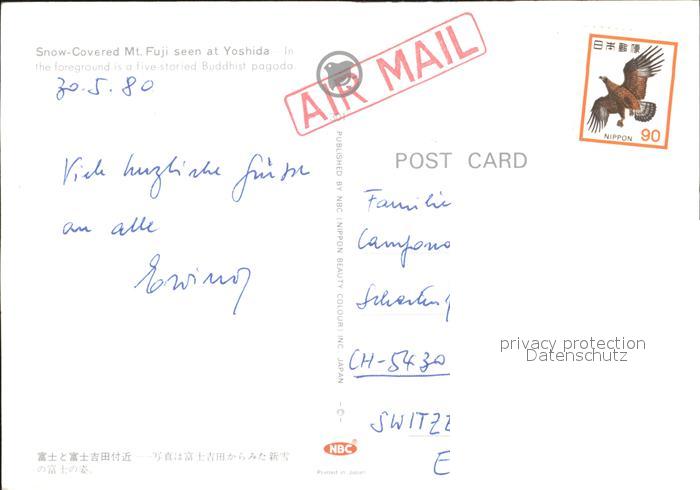 Snow-Covered Mt. Fuji seen at Yoshida In
the foreground is a five-storied Buddhist pagoda.
30.5.80
Viele herzliche Grüsse
an alle
Erwin
富士と富士吉田付近——写真は富士吉田からみた新雪
の富士の姿。
AIR MAIL
PUBLISHED BY NBC (NIPPON BEAUTY COLOUR) INC. JAPAN
NBC
Printed in Japan
日本郵便
NIPPON 90
POST CARD
Familie
CH-5430
SWITZE
E
privacy protection
Datenschutz